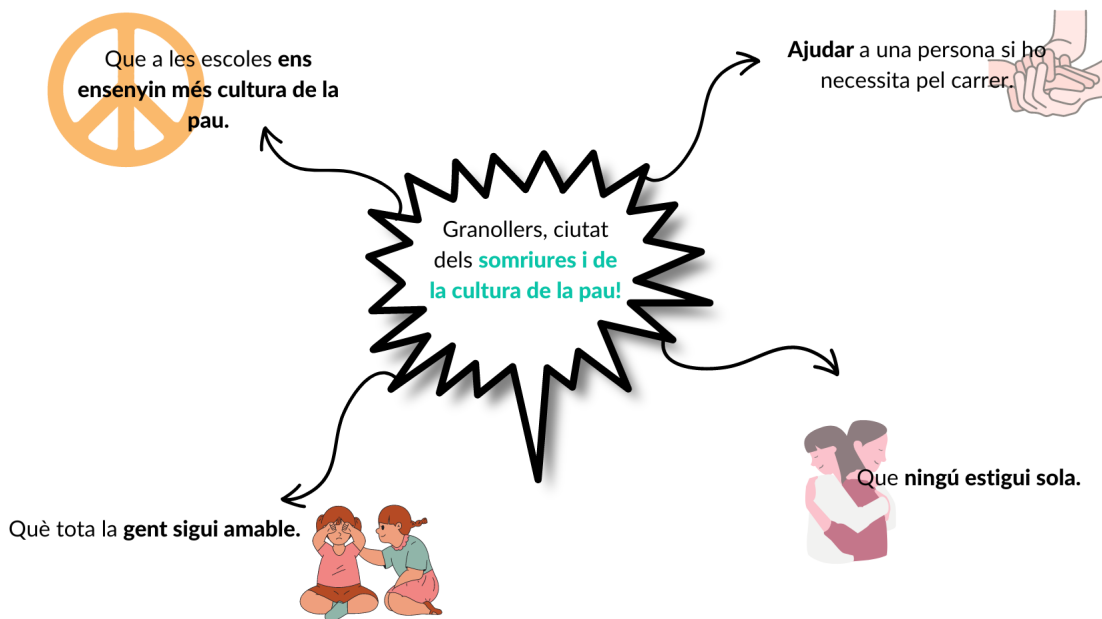 Que a les escoles ens
ensenyin més cultura de la
pau.
Ajudar a una persona si ho
necessita pel carrer.
Granollers, ciutat
dels somriures i de
la cultura de la pau!
Què tota la gent sigui amable.
Que ningú estigui sola.